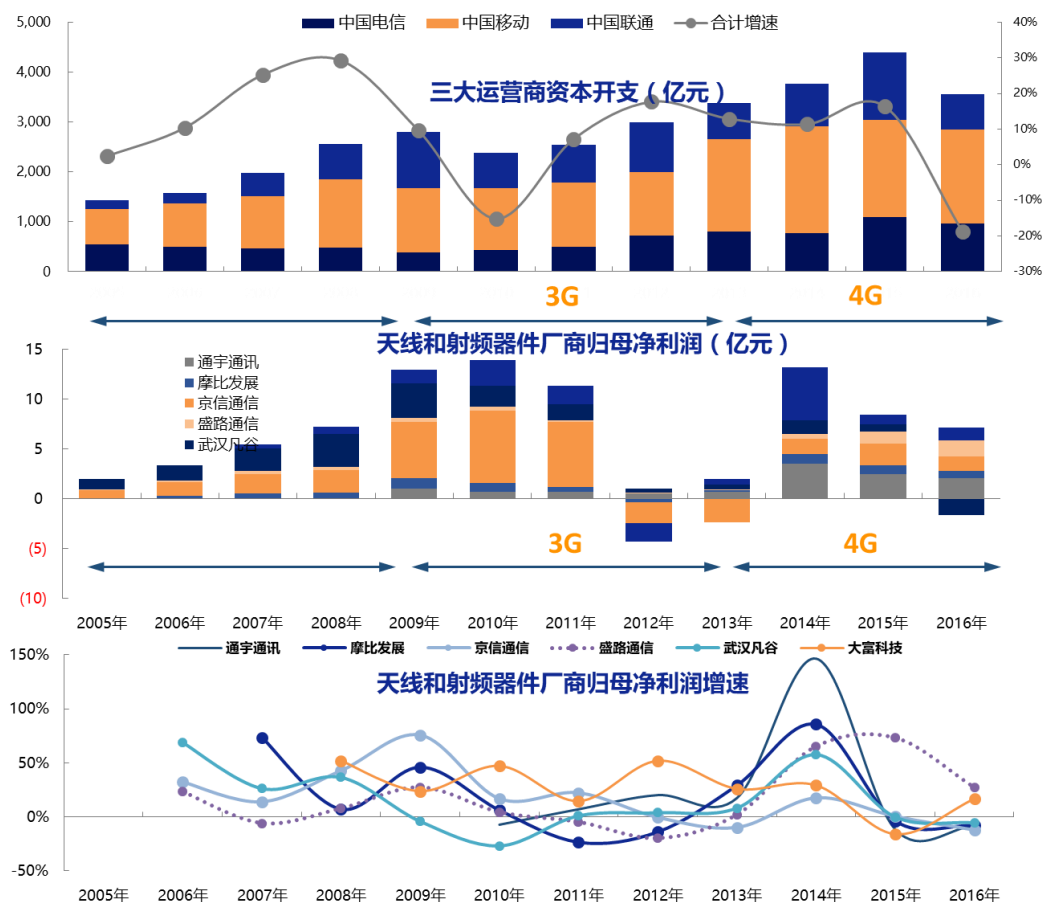 中国电信 中国移动 中国联通 合计增速
三大运营商资本开支（亿元）
5,000
4,000
3,000
2,000
1,000
0
40%
30%
20%
10%
0%
-10%
-20%
-30%
3G 4G
天线和射频器件厂商归母净利润（亿元）
15
10
5
0
(5)
(10)
通宇通讯
摩比发展
京信通信
盛路通信
武汉凡谷
3G 4G
2005年 2006年 2007年 2008年 2009年 2010年 2011年 2012年 2013年 2014年 2015年 2016年
通宇通讯 摩比发展 京信通信 盛路通信 武汉凡谷 大富科技
天线和射频器件厂商归母净利润增速
150%
100%
50%
0%
-50%
2005年 2006年 2007年 2008年 2009年 2010年 2011年 2012年 2013年 2014年 2015年 2016年